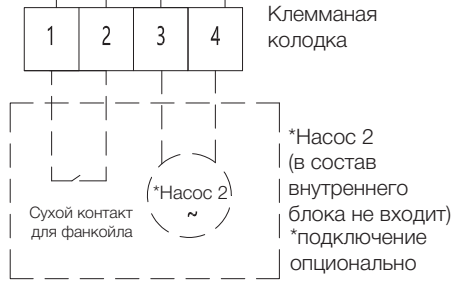 Клемманая
колодка
1 2 3 4
*Насос 2
(в состав
внутреннего
блока не входит)
*подключение
опционально
*Насос 2
~
Сухой контакт
для фанкойла